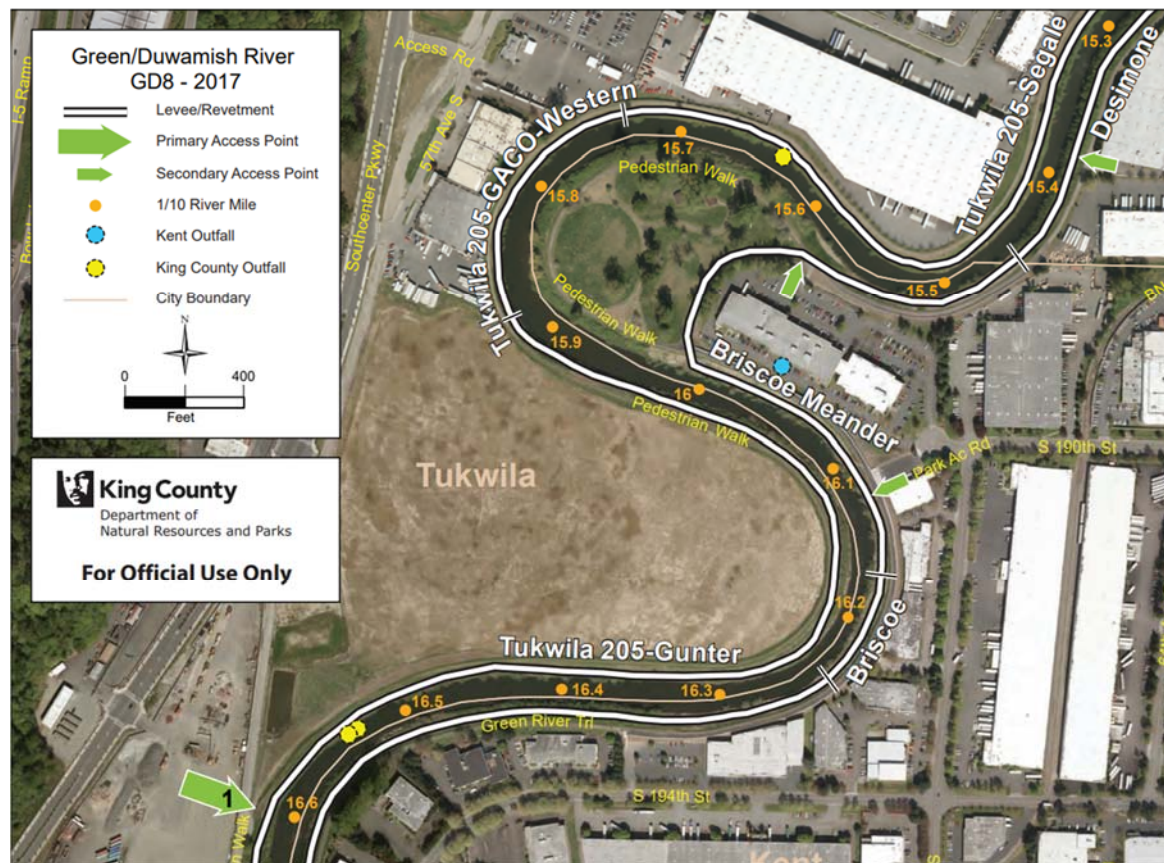 Green/Duwamish River
GD8 - 2017
Levee/Revetment
Primary Access Point
Secondary Access Point
1/10 River Mile
Kent Outfall
King County Outfall
City Boundary
N
0
400
Feet
King County
Department of
Natural Resources and Parks
For Official Use Only
I-5 Ramp
Access Rd
57th Ave S
Southcenter Pkwy
Tukwila 205-GACO-Western
Tukwila 205-Segale
Desimone
15.3
15.4
15.5
15.6
15.7
15.8
15.9
16
16.1
16.2
16.3
16.4
16.5
16.6
Pedestrian Walk
Pedestrian Walk
Pedestrian Walk
Briscoe Meander
Park Ac Rd
S 190th St
Tukwila
Tukwila 205-Gunter
Briscoe
Green River Trl
S 194th St
1
Walk
Kent
BN